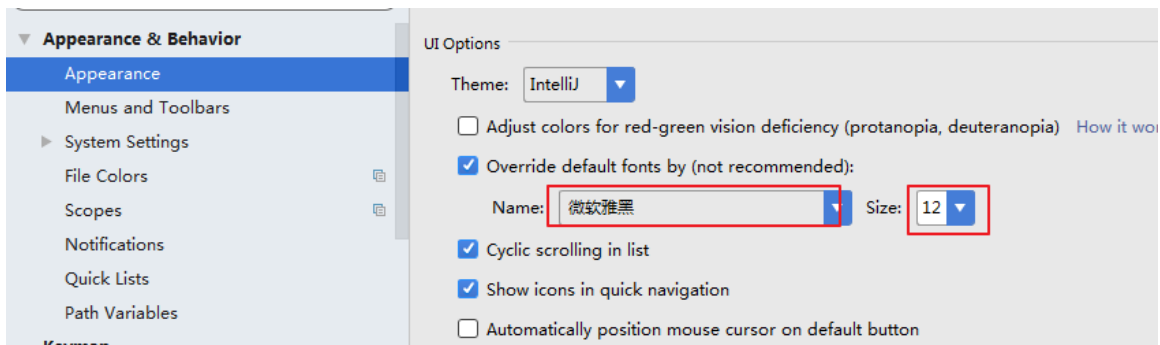 Appearance & Behavior
Appearance
Menus and Toolbars
System Settings
File Colors
Scopes
Notifications
Quick Lists
Path Variables
UI Options
Theme: IntelliJ
Adjust colors for red-green vision deficiency (protanopia, deuteranopia) How it wor
Override default fonts by (not recommended):
Name: 微软雅黑 Size: 12
Cyclic scrolling in list
Show icons in quick navigation
Automatically position mouse cursor on default button